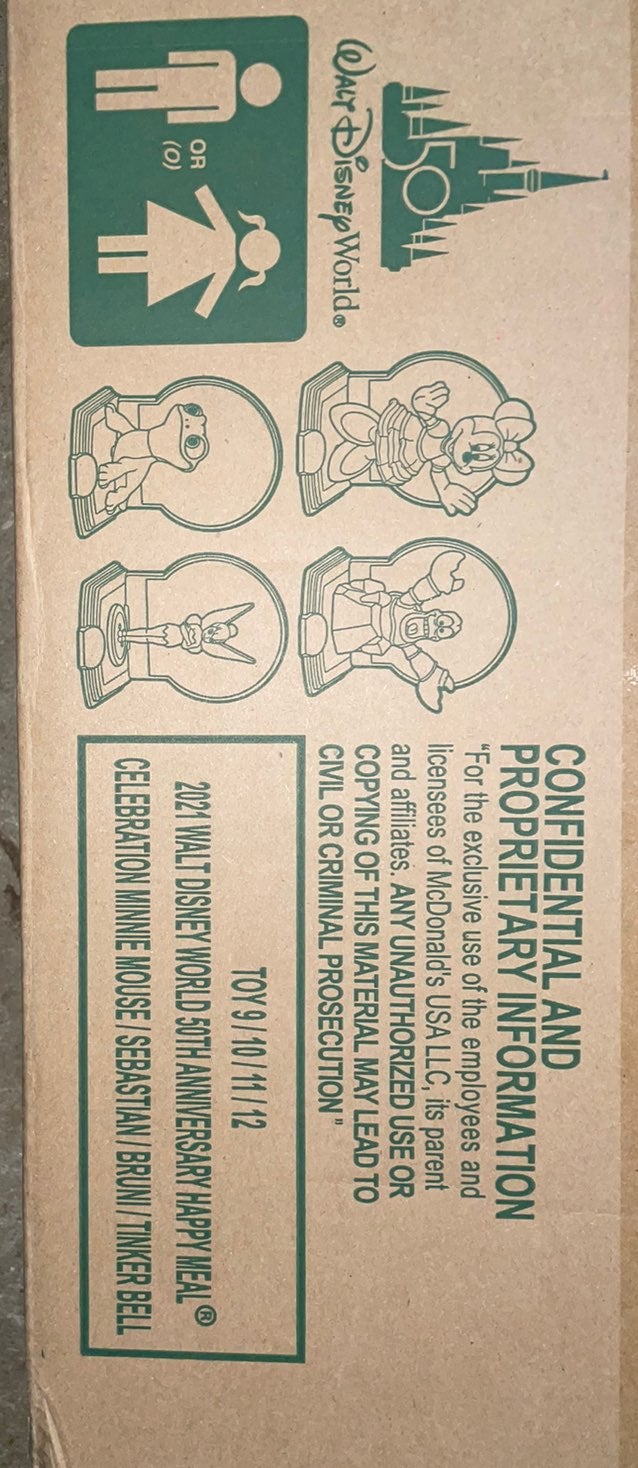 50
WALT DISNEY World®
OR
(O)
CONFIDENTIAL AND
PROPRIETARY INFORMATION
"For the exclusive use of the employees and
licensees of McDonald's USA LLC, its parent
and affiliates. ANY UNAUTHORIZED USE OR
COPYING OF THIS MATERIAL MAY LEAD TO
CIVIL OR CRIMINAL PROSECUTION"
TOY 9 / 10 / 11 / 12
2021 WALT DISNEY WORLD 50TH ANNIVERSARY HAPPY MEAL®
CELEBRATION MINNIE MOUSE / SEBASTIAN / BRUNI / TINKER BELL